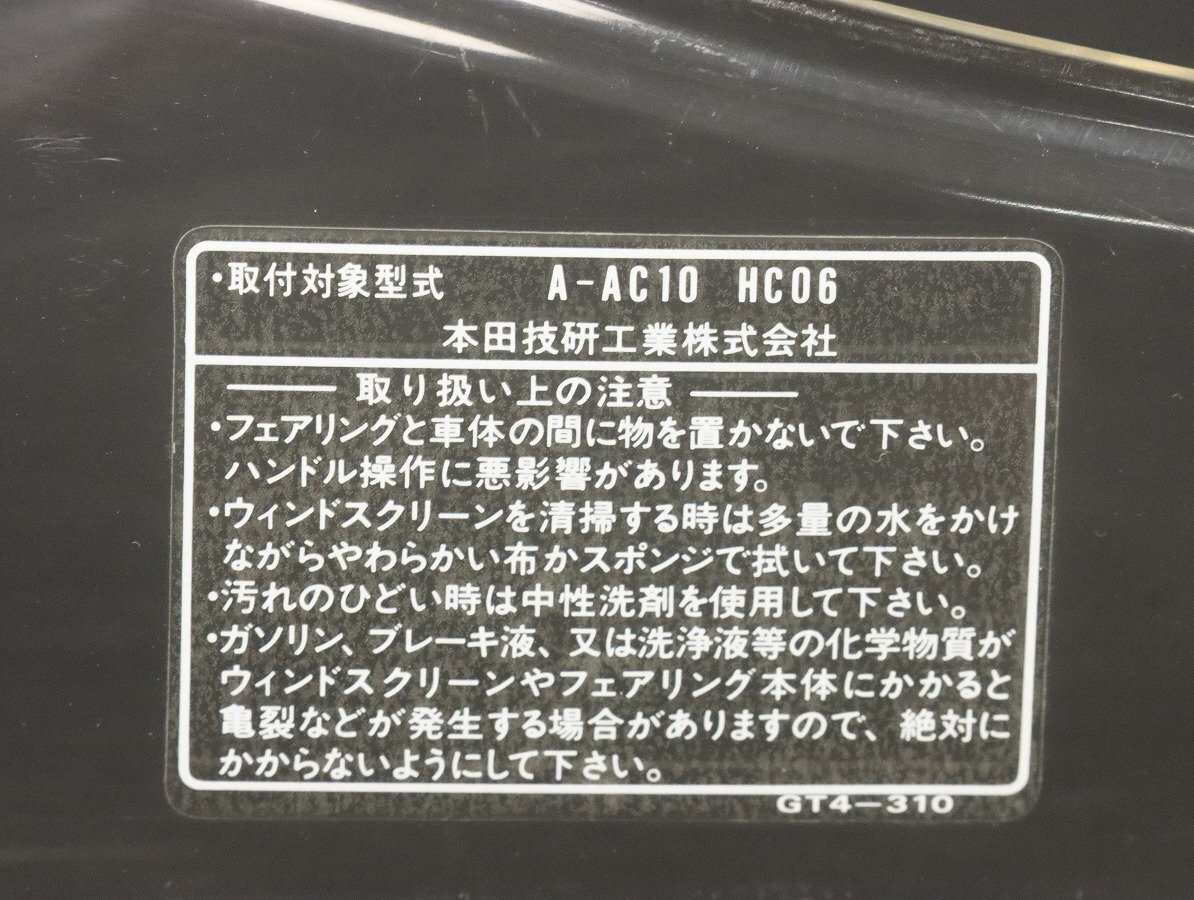 ・取付対象型式 A-AC10 HC06
本田技研工業株式会社
取り扱い上の注意
・フェアリングと車体の間に物を置かないで下さい。
ハンドル操作に悪影響があります。
・ウィンドスクリーンを清掃する時は多量の水をかけ
ながらやわらかい布かスポンジで拭いて下さい。
・汚れのひどい時は中性洗剤を使用して下さい。
・ガソリン、ブレーキ液、又は洗浄液等の化学物質が
ウィンドスクリーンやフェアリング本体にかかると
亀裂などが発生する場合がありますので、絶対に
かからないようにして下さい。
GT4-310